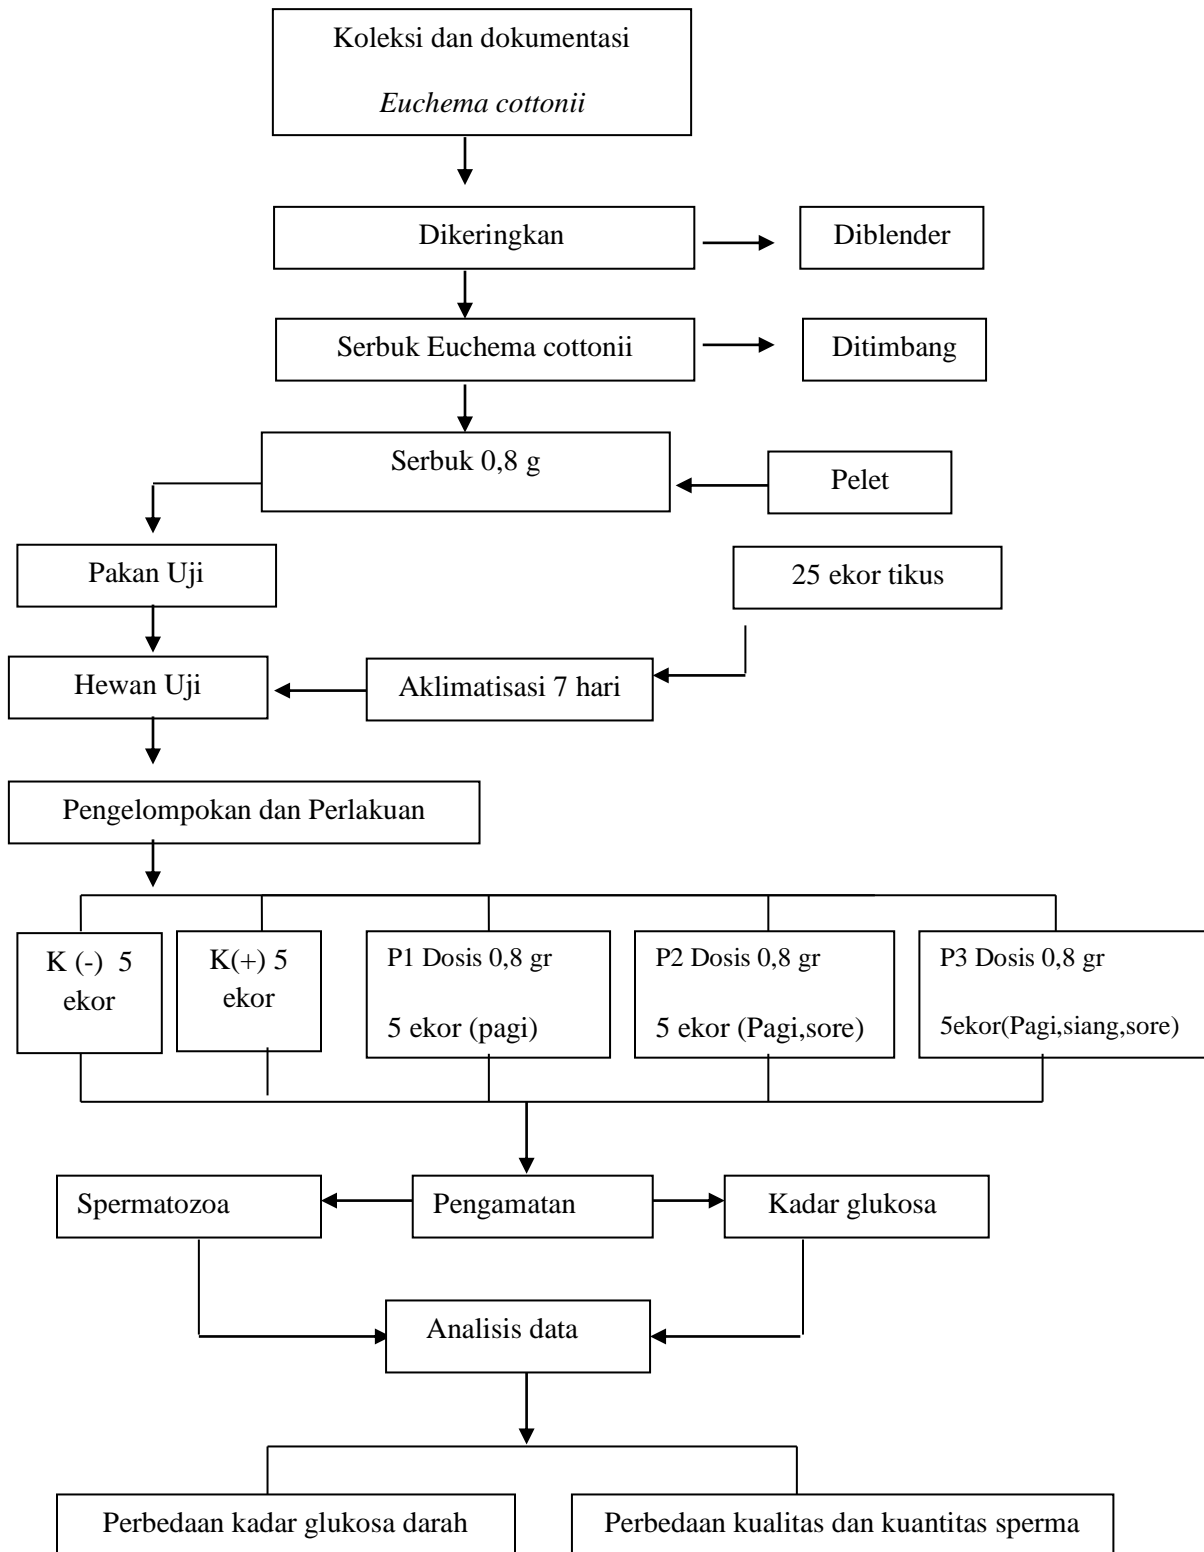 Koleksi dan dokumentasi
Euchema cottonii
Dikeringkan
Diblender
Serbuk Euchema cottonii
Ditimbang
Serbuk 0,8 g
Pelet
Pakan Uji
25 ekor tikus
Hewan Uji
Aklimatisasi 7 hari
Pengelompokan dan Perlakuan
K (-) 5
ekor
K(+) 5
ekor
P1 Dosis 0,8 gr
5 ekor (pagi)
P2 Dosis 0,8 gr
5 ekor (Pagi,sore)
P3 Dosis 0,8 gr
5ekor(Pagi,siang,sore)
Spermatozoa
Pengamatan
Kadar glukosa
Analisis data
Perbedaan kadar glukosa darah
Perbedaan kualitas dan kuantitas sperma